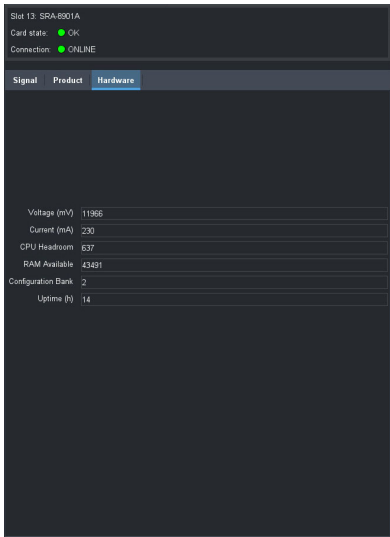 Slot 13: SRA-8901A
Card state: OK
Connection: ONLINE
Signal Product Hardware
Voltage (mV) 11966
Current (mA) 230
CPU Headroom 637
RAM Available 43491
Configuration Bank 2
Uptime (h) 14